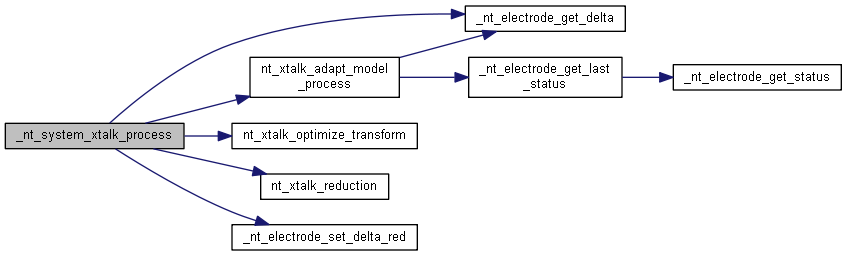 _nt_electrode_get_delta
nt_xtalk_adapt_model
_process
_nt_electrode_get_last
_status
_nt_electrode_get_status
_nt_system_xtalk_process
nt_xtalk_optimize_transform
nt_xtalk_reduction
_nt_electrode_set_delta_red